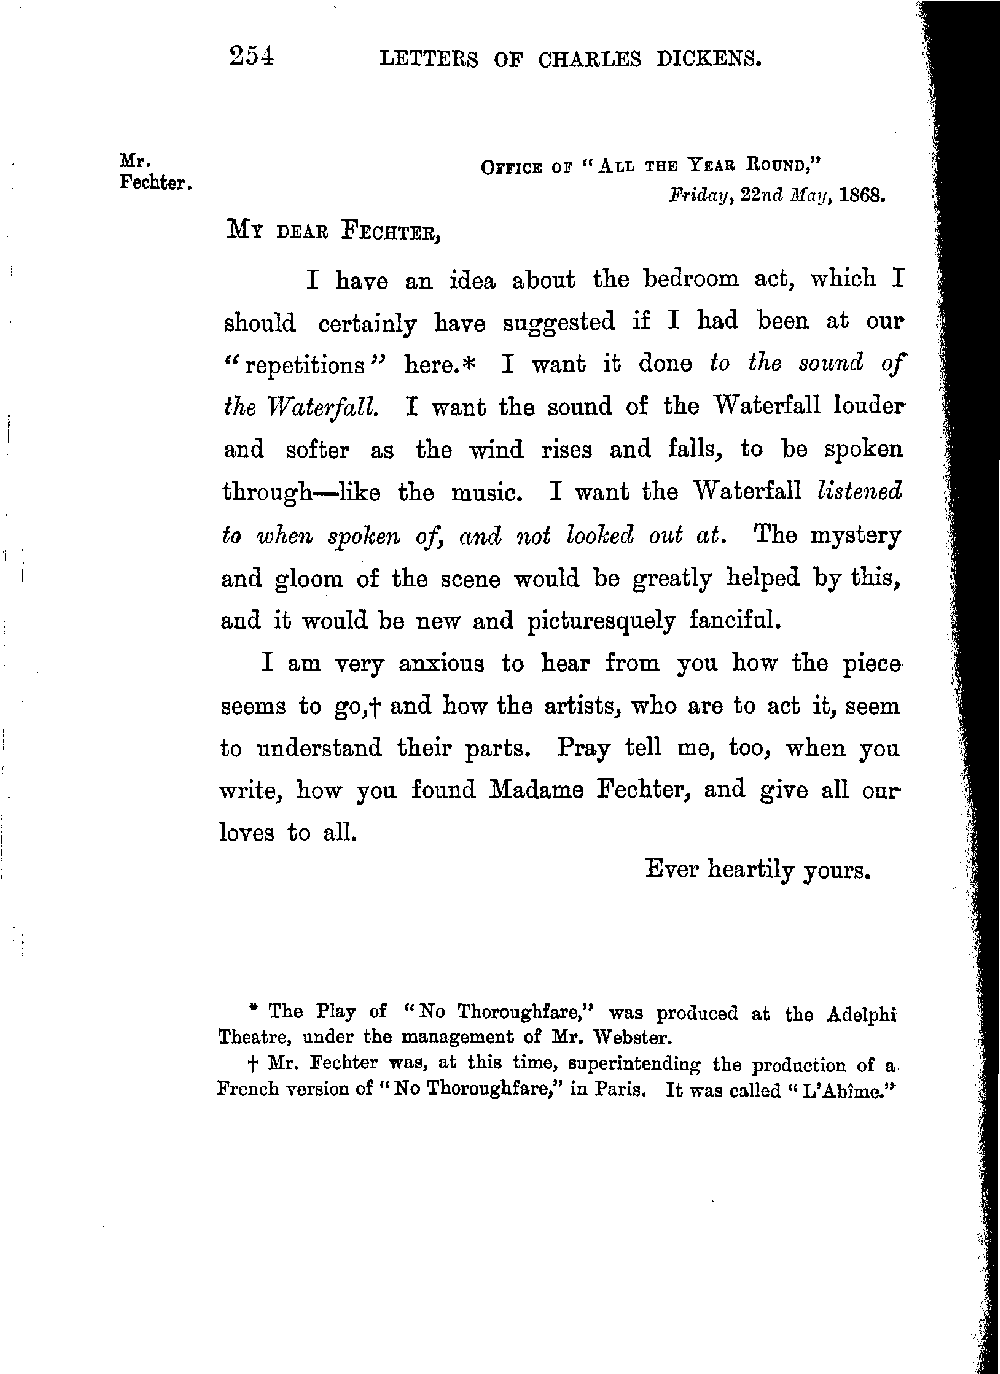 254 LETTERS OF CHARLES DICKENS.
Mr.
Fechter.
OFFICE OF "ALL THE YEAR ROUND,"
Friday, 22nd May, 1868.
MY DEAR FECHTER,
I have an idea about the bedroom act, which I
should certainly have suggested if I had been at our
"repetitions" here.* I want it done to the sound of
the Waterfall. I want the sound of the Waterfall louder
and softer as the wind rises and falls, to be spoken
through—like the music. I want the Waterfall listened
to when spoken of, and not looked out at. The mystery
and gloom of the scene would be greatly helped by this,
and it would be new and picturesquely fanciful.
I am very anxious to hear from you how the piece
seems to go,† and how the artists, who are to act it, seem
to understand their parts. Pray tell me, too, when you
write, how you found Madame Fechter, and give all our
loves to all.
Ever heartily yours.
* The Play of "No Thoroughfare," was produced at the Adelphi
Theatre, under the management of Mr. Webster.
† Mr. Fechter was, at this time, superintending the production of a
French version of "No Thoroughfare," in Paris. It was called "L'Abîme."